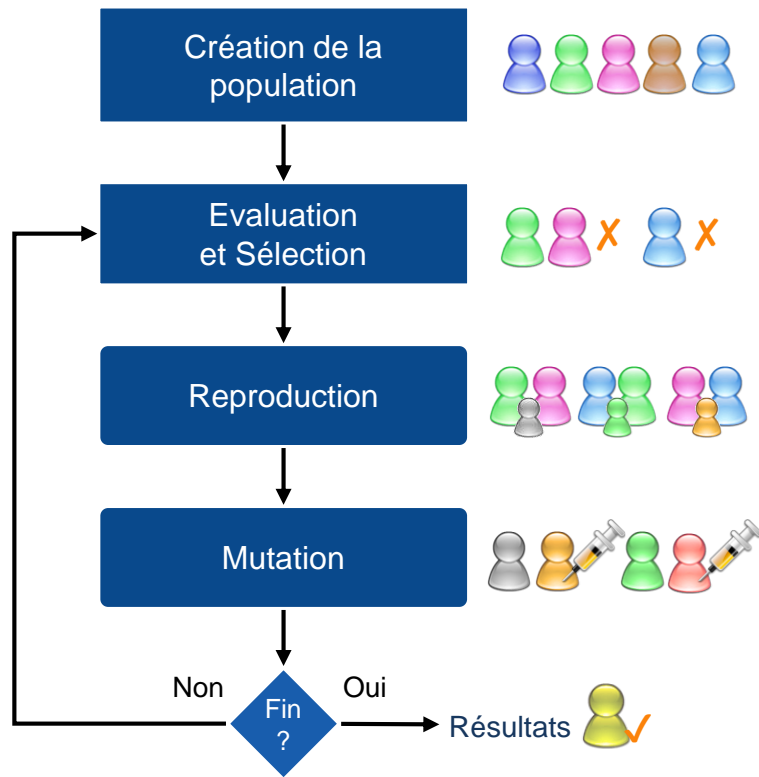 Création de la
population
Evaluation
et Sélection
Reproduction
Mutation
Non
Oui
Fin
?
Résultats